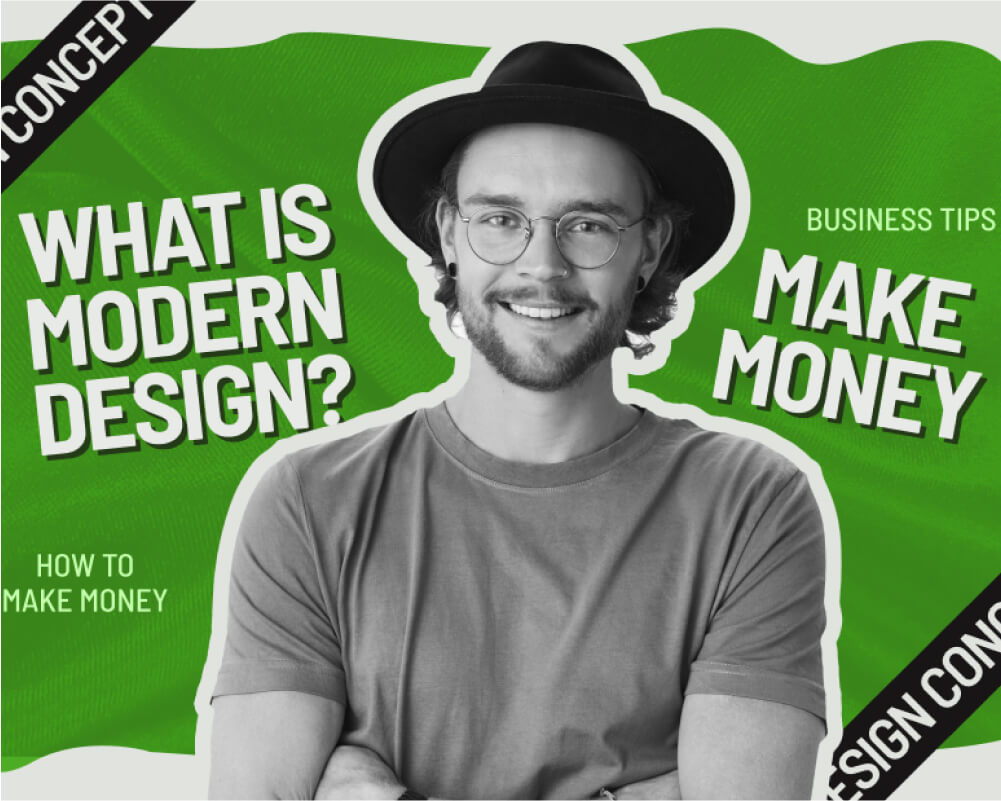 CONCEPT
WHAT IS
MODERN
DESIGN?
HOW TO
MAKE MONEY
BUSINESS TIPS
MAKE
MONEY
ESIGN CONC